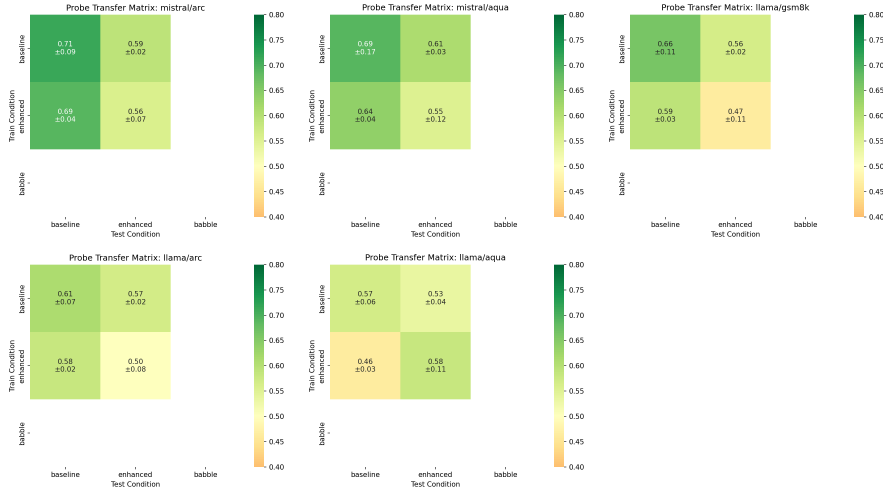 Probe Transfer Matrix: mistral/arc
baseline
enhanced
babble
Train Condition
0.71
±0.09
0.59
±0.02
0.69
±0.04
0.56
±0.07
baseline
enhanced
babble
Test Condition
0.80
0.75
0.70
0.65
0.60
0.55
0.50
0.45
0.40
Probe Transfer Matrix: mistral/aqua
baseline
enhanced
babble
Train Condition
0.69
±0.17
0.61
±0.03
0.64
±0.04
0.55
±0.12
baseline
enhanced
babble
Test Condition
0.80
0.75
0.70
0.65
0.60
0.55
0.50
0.45
0.40
Probe Transfer Matrix: llama/gsm8k
baseline
enhanced
babble
Train Condition
0.66
±0.11
0.56
±0.02
0.59
±0.03
0.47
±0.11
baseline
enhanced
babble
Test Condition
0.80
0.75
0.70
0.65
0.60
0.55
0.50
0.45
0.40
Probe Transfer Matrix: llama/arc
baseline
enhanced
babble
Train Condition
0.61
±0.07
0.57
±0.02
0.58
±0.02
0.50
±0.08
baseline
enhanced
babble
Test Condition
0.80
0.75
0.70
0.65
0.60
0.55
0.50
0.45
0.40
Probe Transfer Matrix: llama/aqua
baseline
enhanced
babble
Train Condition
0.57
±0.06
0.53
±0.04
0.46
±0.03
0.58
±0.11
baseline
enhanced
babble
Test Condition
0.80
0.75
0.70
0.65
0.60
0.55
0.50
0.45
0.40